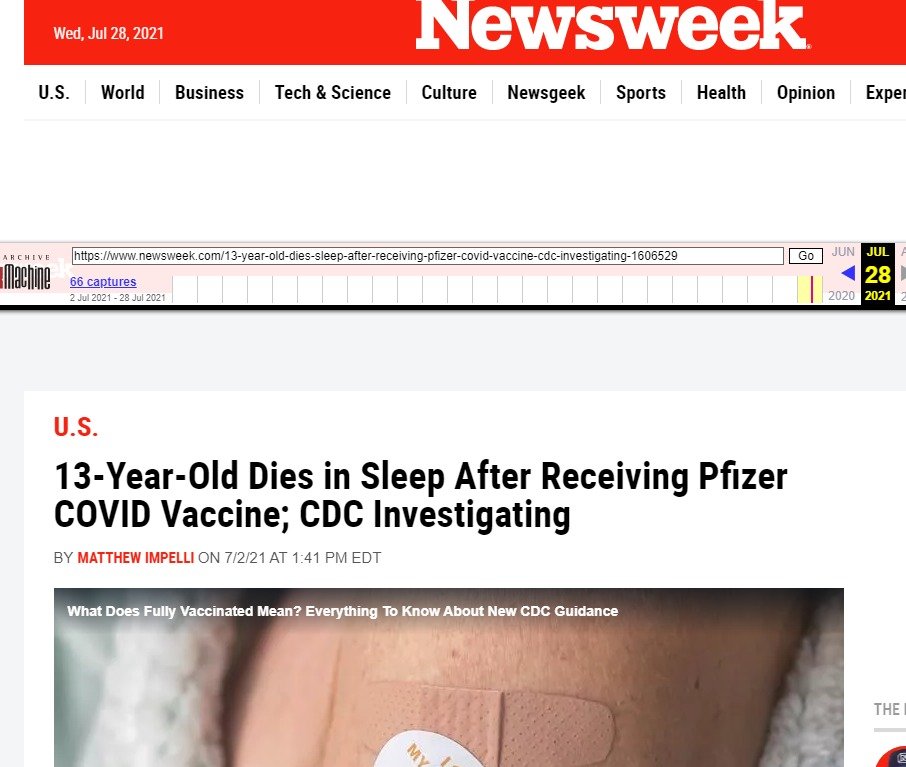 Wed, Jul 28, 2021
Newsweek
U.S. World Business Tech & Science Culture Newsgeek Sports Health Opinion
ARCHIVE
Machine
https://www.newsweek.com/13-year-old-dies-sleep-after-receiving-pfizer-covid-vaccine-cdc-investigating-1606529 Go
JUN JUL
66 captures
28
2 Jul 2021 - 28 Jul 2021
2020 2021
U.S.
13-Year-Old Dies in Sleep After Receiving Pfizer
COVID Vaccine; CDC Investigating
BY MATTHEW IMPELLI ON 7/2/21 AT 1:41 PM EDT
What Does Fully Vaccinated Mean? Everything To Know About New CDC Guidance
THE
MY